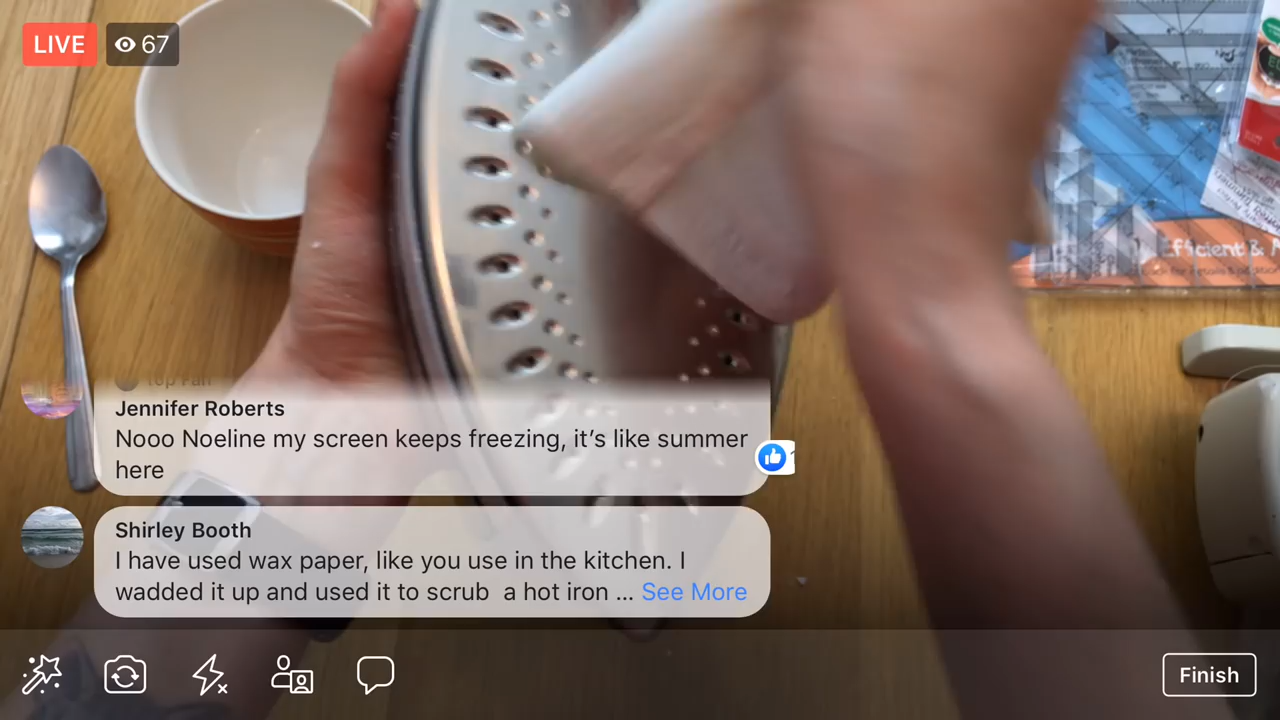 LIVE
67
Top Fan
Jennifer Roberts
Nooo Noeline my screen keeps freezing, it’s like summer
here
Shirley Booth
I have used wax paper, like you use in the kitchen. I
wadded it up and used it to scrub  a hot iron ... See More
Efficient &
Finish